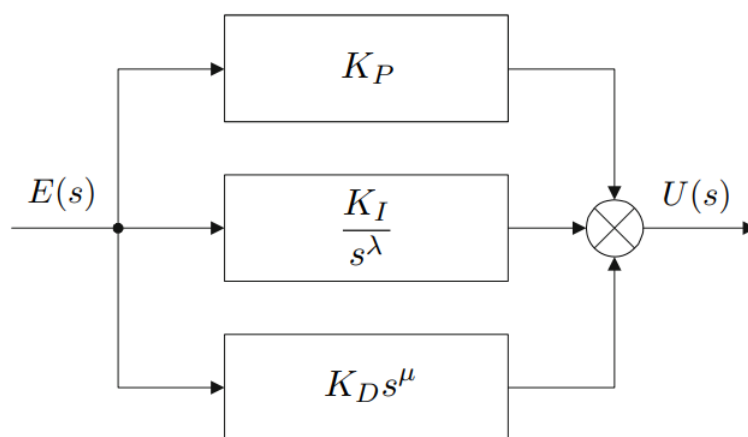 K_P
E(s)
K_I
s^λ
U(s)
K_D s^μ